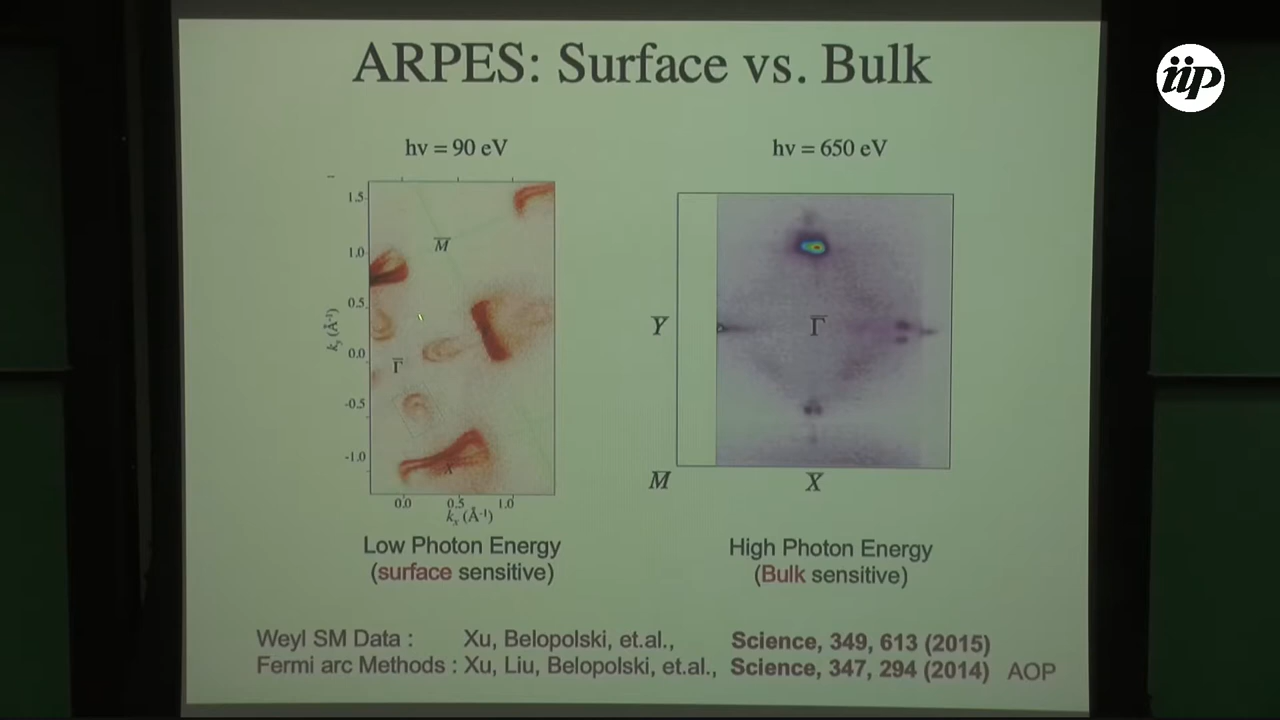 ARPES: Surface vs. Bulk
iip
hν = 90 eV
hν = 650 eV
1.5
1.0
0.5
0.0
-0.5
-1.0
k_y (Å⁻¹)
M̅
Γ̅
X
0.0 0.5 1.0
kₓ (Å⁻¹)
Y̅
Γ̅
M̅
X̅
Low Photon Energy
(surface sensitive)
High Photon Energy
(Bulk sensitive)
Weyl SM Data : Xu, Belopolski, et.al., Science, 349, 613 (2015)
Fermi arc Methods : Xu, Liu, Belopolski, et.al., Science, 347, 294 (2014) AOP